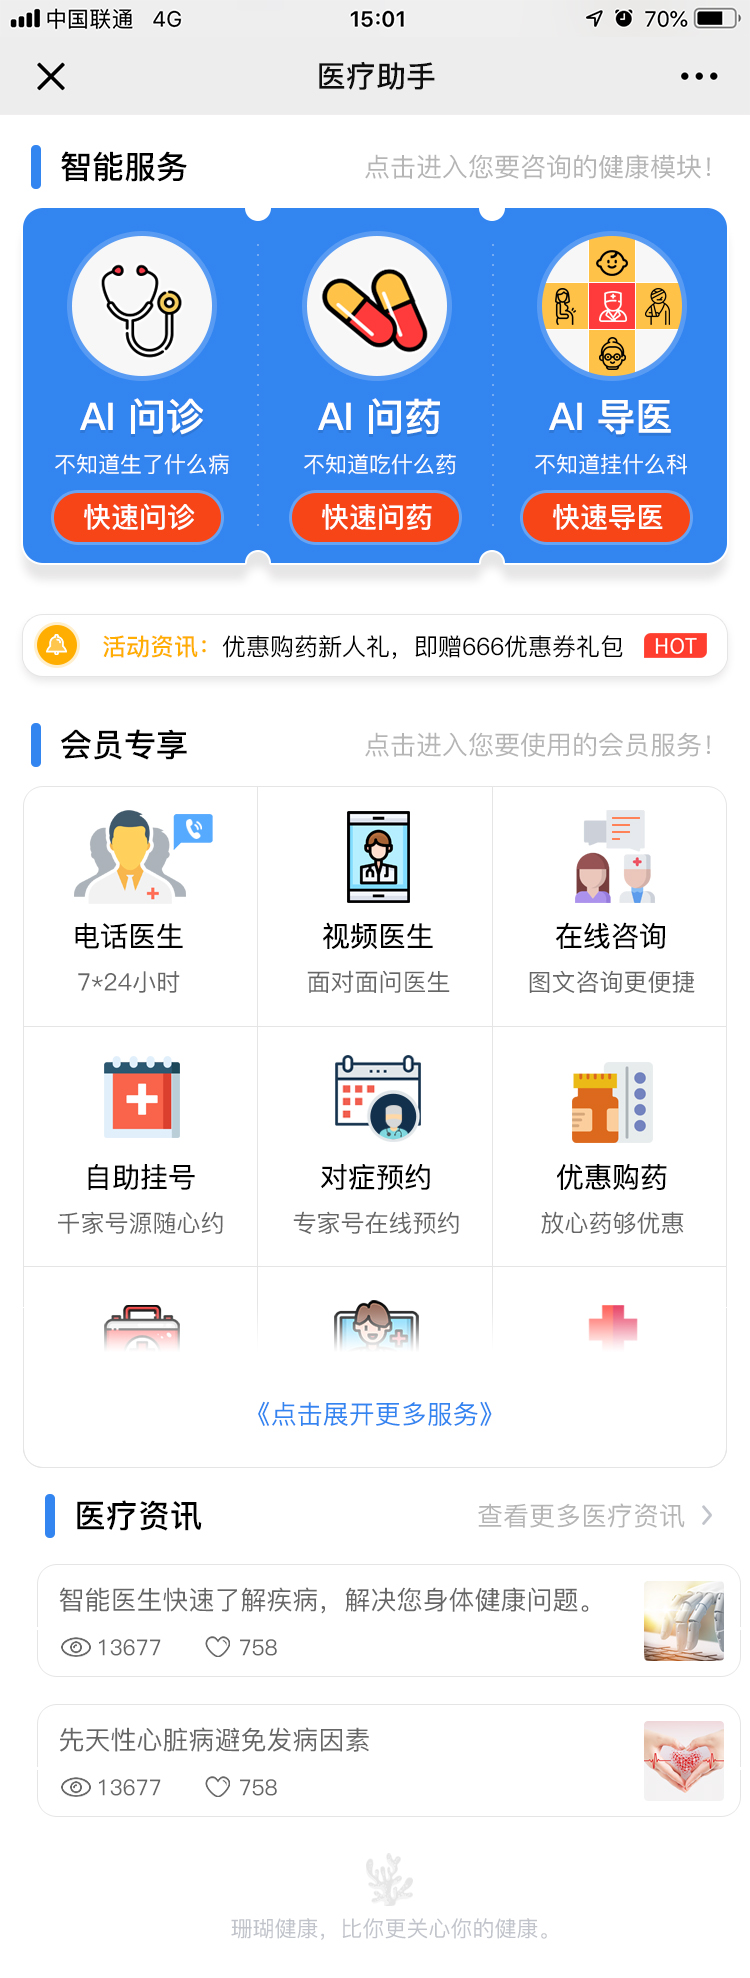 中国联通 4G 15:01 70%
医疗助手
智能服务 点击进入您要咨询的健康模块！
AI 问诊 AI 问药 AI 导医
不知道生了什么病 不知道吃什么药 不知道挂什么科
快速问诊 快速问药 快速导医
活动资讯： 优惠购药新人礼，即赠666优惠券礼包 HOT
会员专享 点击进入您要使用的会员服务！
电话医生 视频医生 在线咨询
7*24小时 面对面问医生 图文咨询更便捷
自助挂号 对症预约 优惠购药
千家号源随心约 专家号在线预约 放心药够优惠
《点击展开更多服务》
医疗资讯 查看更多医疗资讯
智能医生快速了解疾病，解决您身体健康问题。
13677 758
先天性心脏病避免发病因素
13677 758
珊瑚健康，比你更关心你的健康。